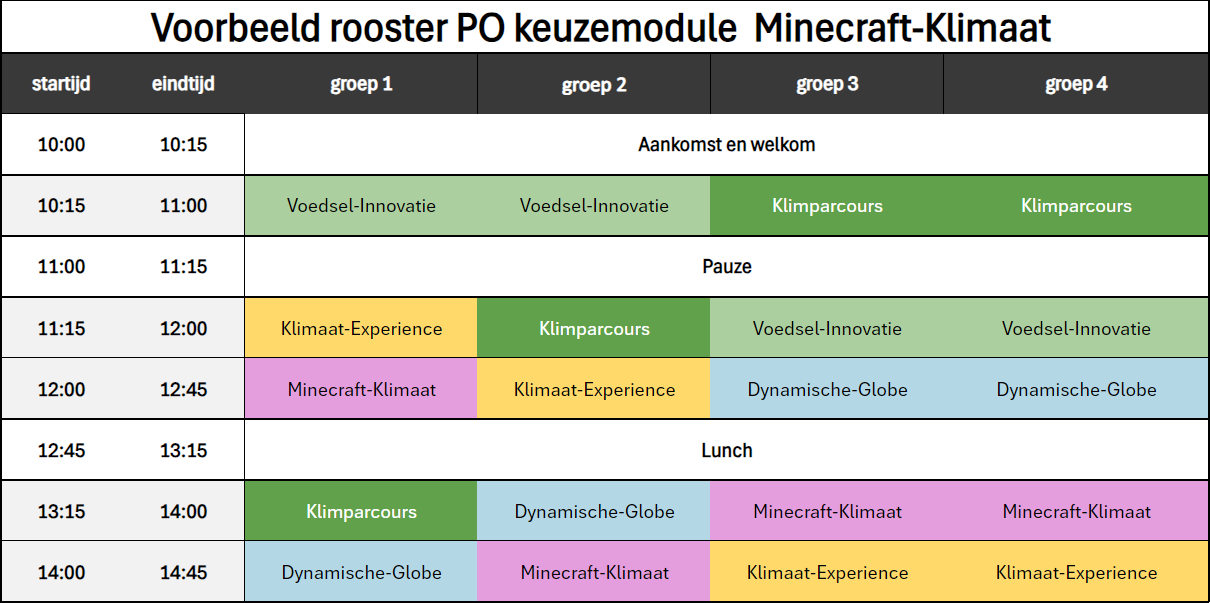 Voorbeeld rooster PO keuzemodule Minecraft-Klimaat
startijd eindtijd groep 1 groep 2 groep 3 groep 4
10:00 10:15 Aankomst en welkom
10:15 11:00 Voedsel-Innovatie Voedsel-Innovatie Klimparcours Klimparcours
11:00 11:15 Pauze
11:15 12:00 Klimaat-Experience Klimparcours Voedsel-Innovatie Voedsel-Innovatie
12:00 12:45 Minecraft-Klimaat Klimaat-Experience Dynamische-Globe Dynamische-Globe
12:45 13:15 Lunch
13:15 14:00 Klimparcours Dynamische-Globe Minecraft-Klimaat Minecraft-Klimaat
14:00 14:45 Dynamische-Globe Minecraft-Klimaat Klimaat-Experience Klimaat-Experience